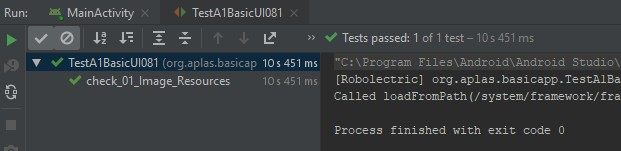 Run: MainActivity TestA1BasicUI081
Tests passed: 1 of 1 test – 10 s 451 ms
TestA1BasicUI081 (org.aplas.basicap 10 s 451 ms
check_01_Image_Resources 10 s 451 ms
"C:\Program Files\Android\Android Studio\
[Robolectric] org.aplas.basicapp.TestA1Ba
Called loadFromPath(/system/framework/fra
Process finished with exit code 0